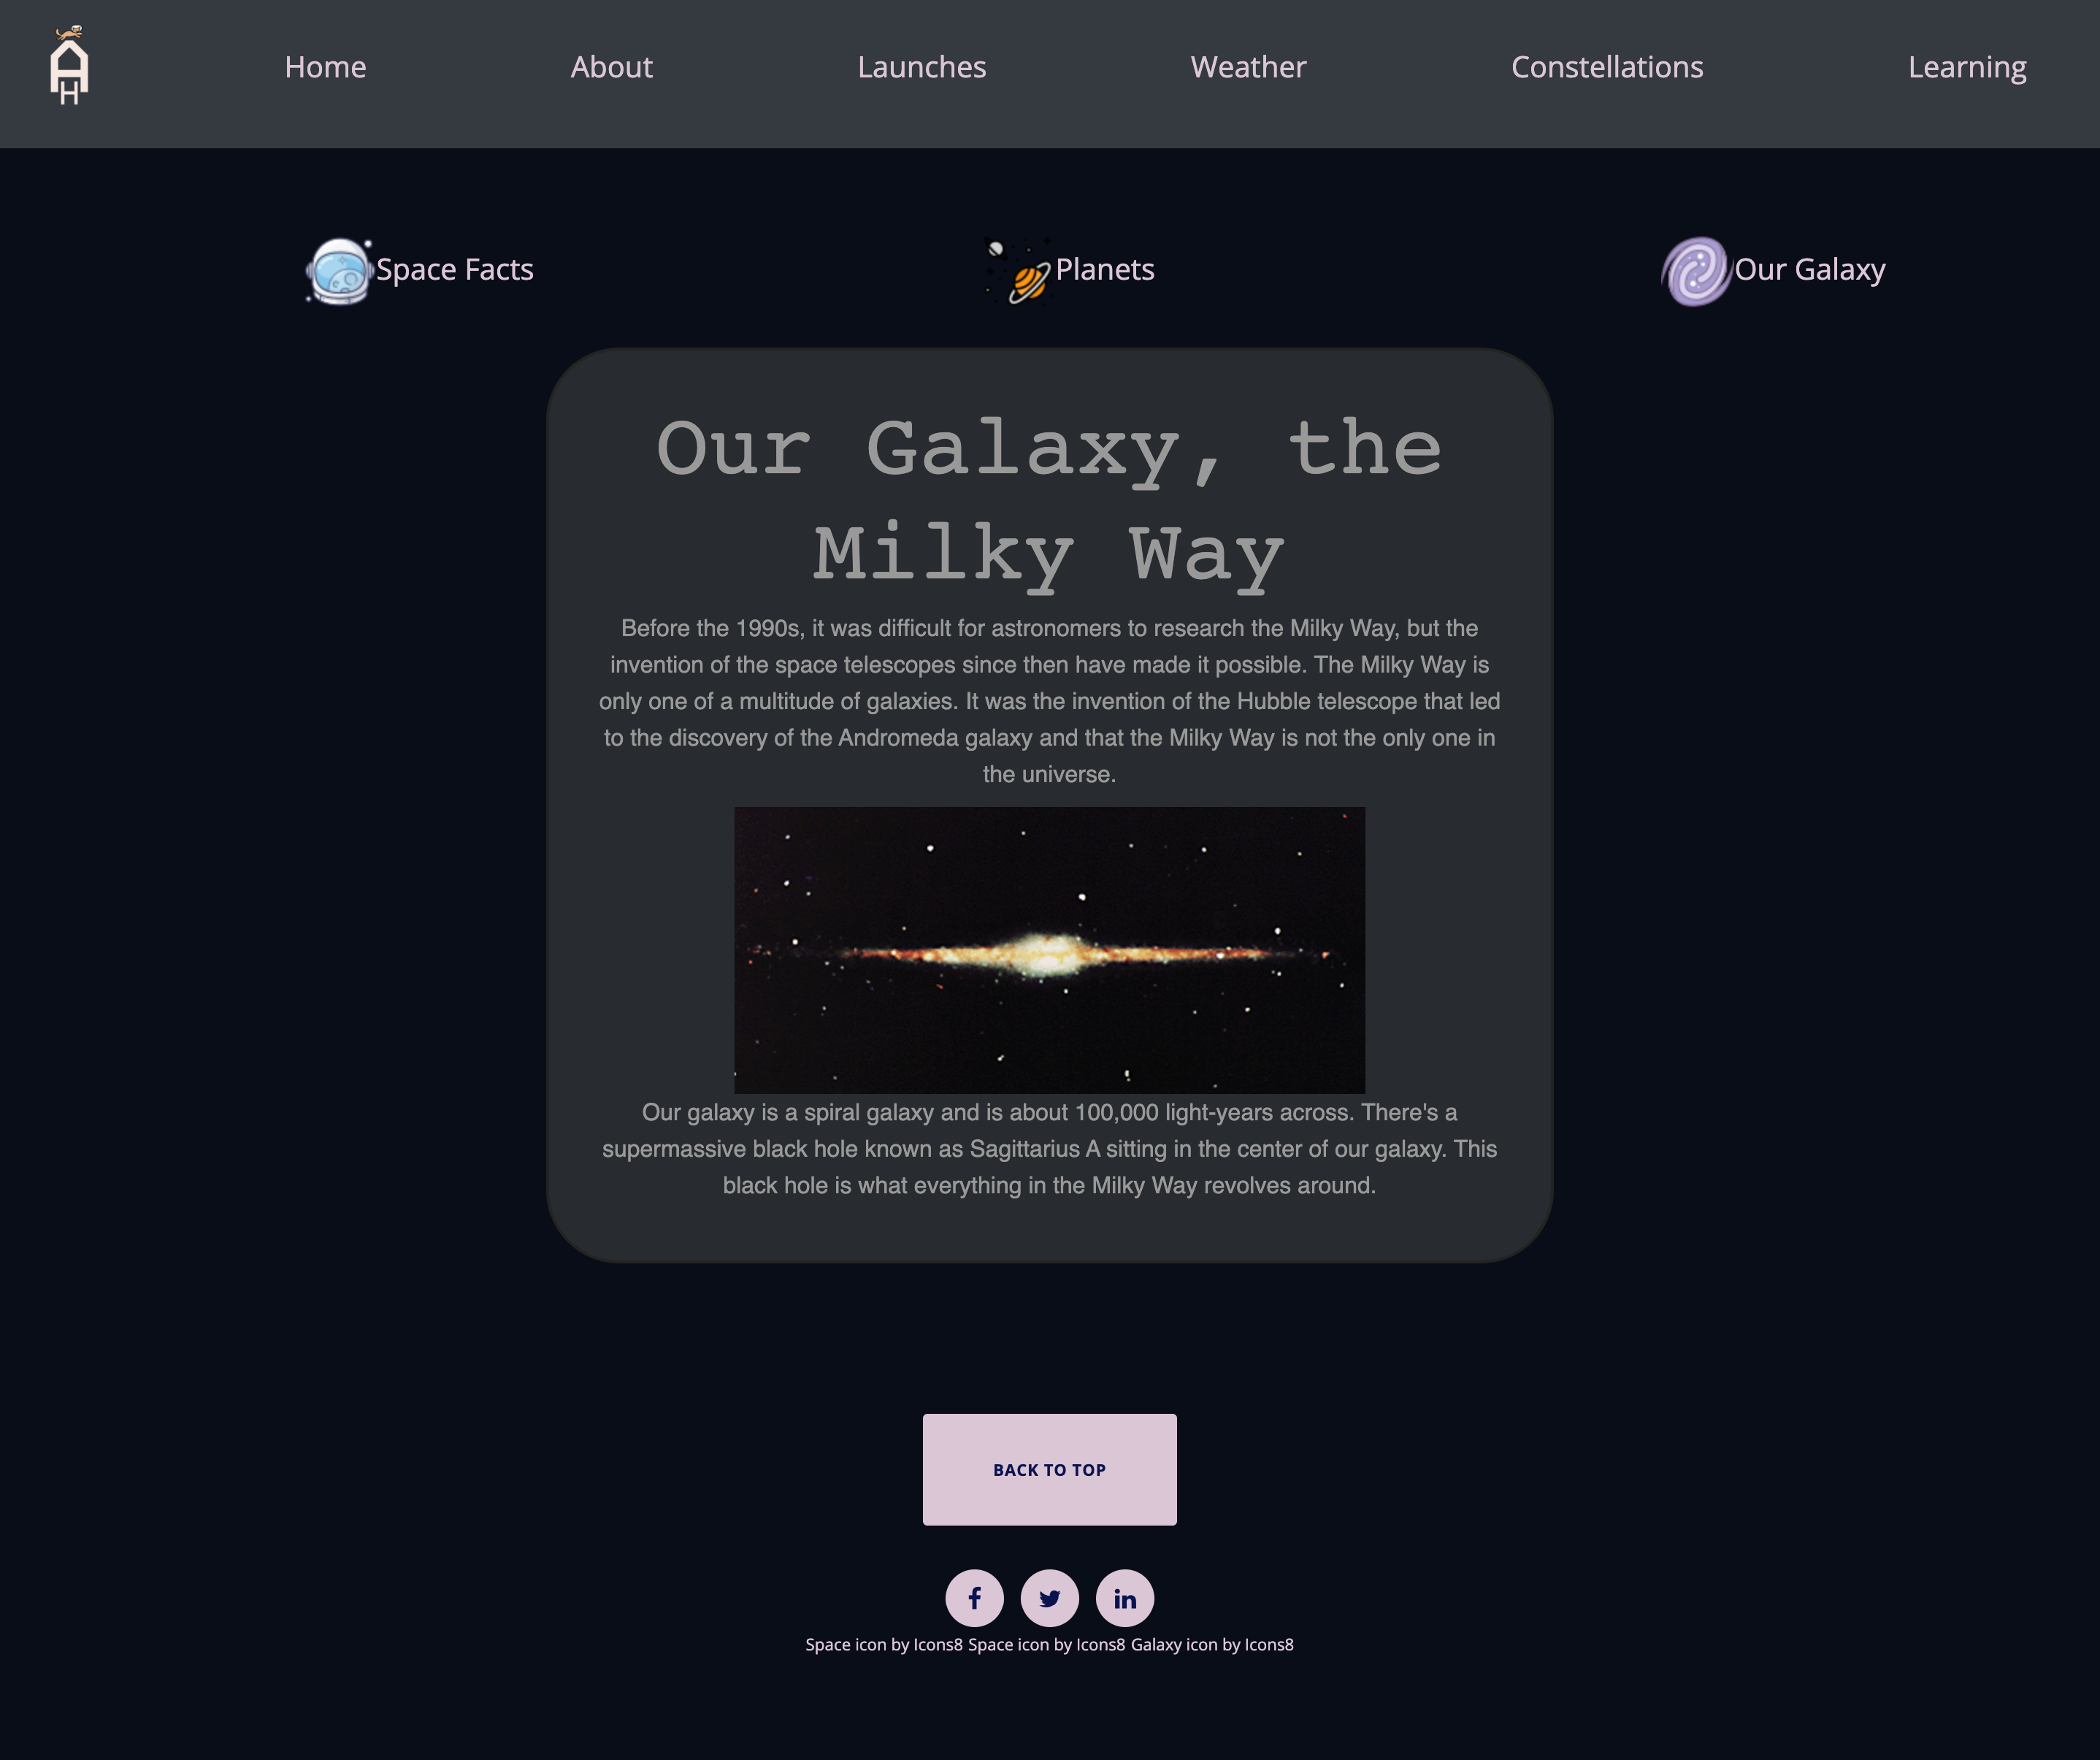 Home About Launches Weather Constellations Learning
Space Facts Planets Our Galaxy
Our Galaxy, the
Milky Way
Before the 1990s, it was difficult for astronomers to research the Milky Way, but the
invention of the space telescopes since then have made it possible. The Milky Way is
only one of a multitude of galaxies. It was the invention of the Hubble telescope that led
to the discovery of the Andromeda galaxy and that the Milky Way is not the only one in
the universe.
Our galaxy is a spiral galaxy and is about 100,000 light-years across. There's a
supermassive black hole known as Sagittarius A sitting in the center of our galaxy. This
black hole is what everything in the Milky Way revolves around.
BACK TO TOP
Space icon by Icons8 Space icon by Icons8 Galaxy icon by Icons8